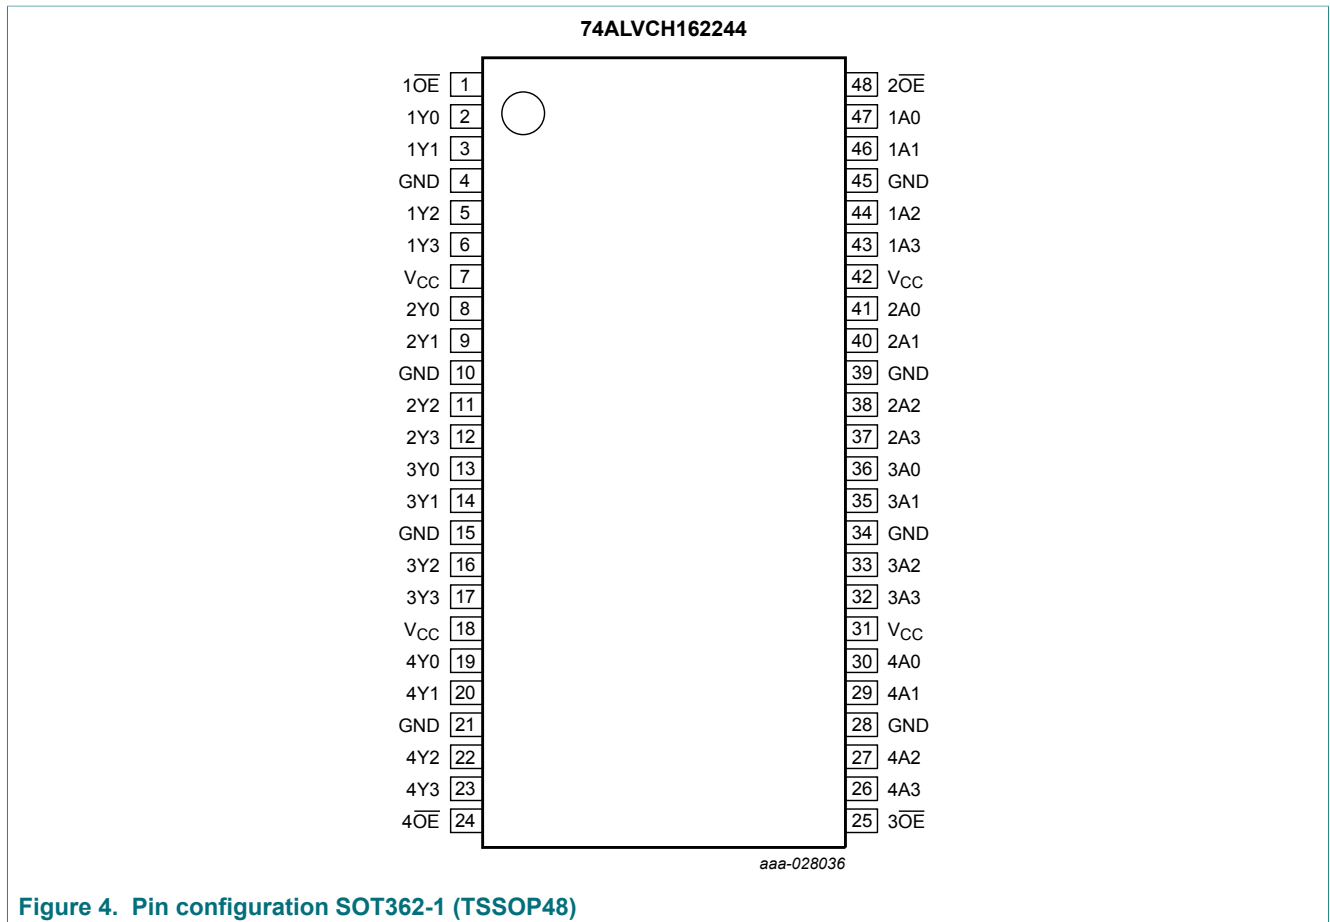 74ALVCH162244
1O̅E̅ 1 48 2O̅E̅
1Y0 2 47 1A0
1Y1 3 46 1A1
GND 4 45 GND
1Y2 5 44 1A2
1Y3 6 43 1A3
VCC 7 42 VCC
2Y0 8 41 2A0
2Y1 9 40 2A1
GND 10 39 GND
2Y2 11 38 2A2
2Y3 12 37 2A3
3Y0 13 36 3A0
3Y1 14 35 3A1
GND 15 34 GND
3Y2 16 33 3A2
3Y3 17 32 3A3
VCC 18 31 VCC
4Y0 19 30 4A0
4Y1 20 29 4A1
GND 21 28 GND
4Y2 22 27 4A2
4Y3 23 26 4A3
4O̅E̅ 24 25 3O̅E̅
aaa-028036
Figure 4. Pin configuration SOT362-1 (TSSOP48)